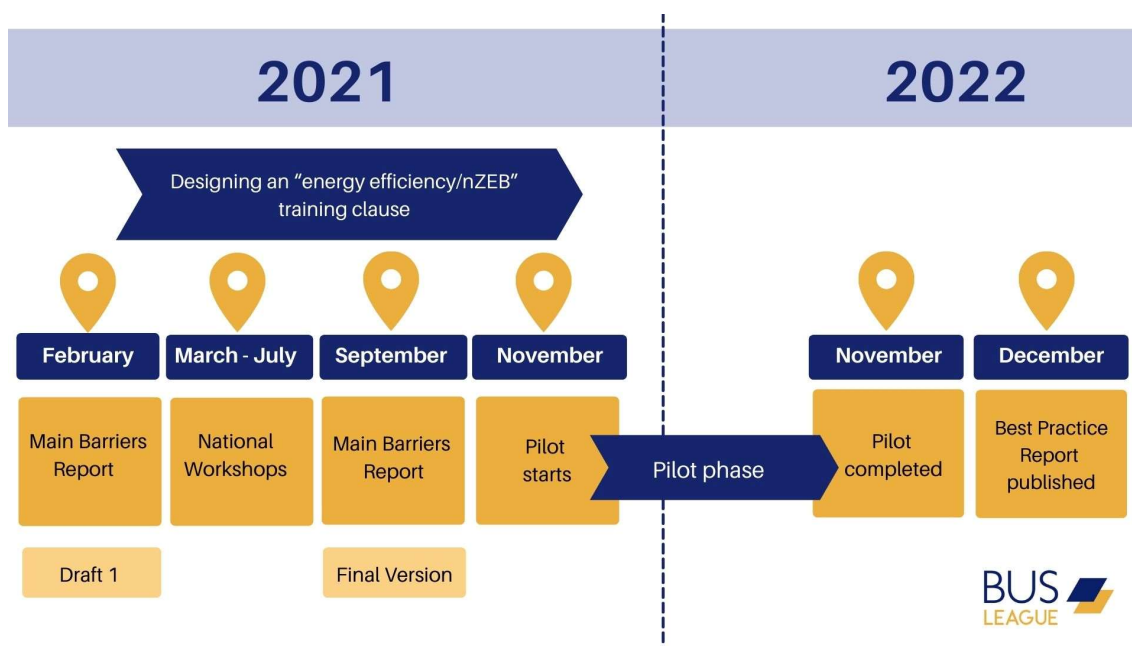 2021
2022
Designing an “energy efficiency/nZEB”
training clause
February
March - July
September
November
November
December
Main Barriers
Report
National
Workshops
Main Barriers
Report
Pilot
starts
Pilot phase
Pilot
completed
Best Practice
Report
published
Draft 1
Final Version
BUS
LEAGUE